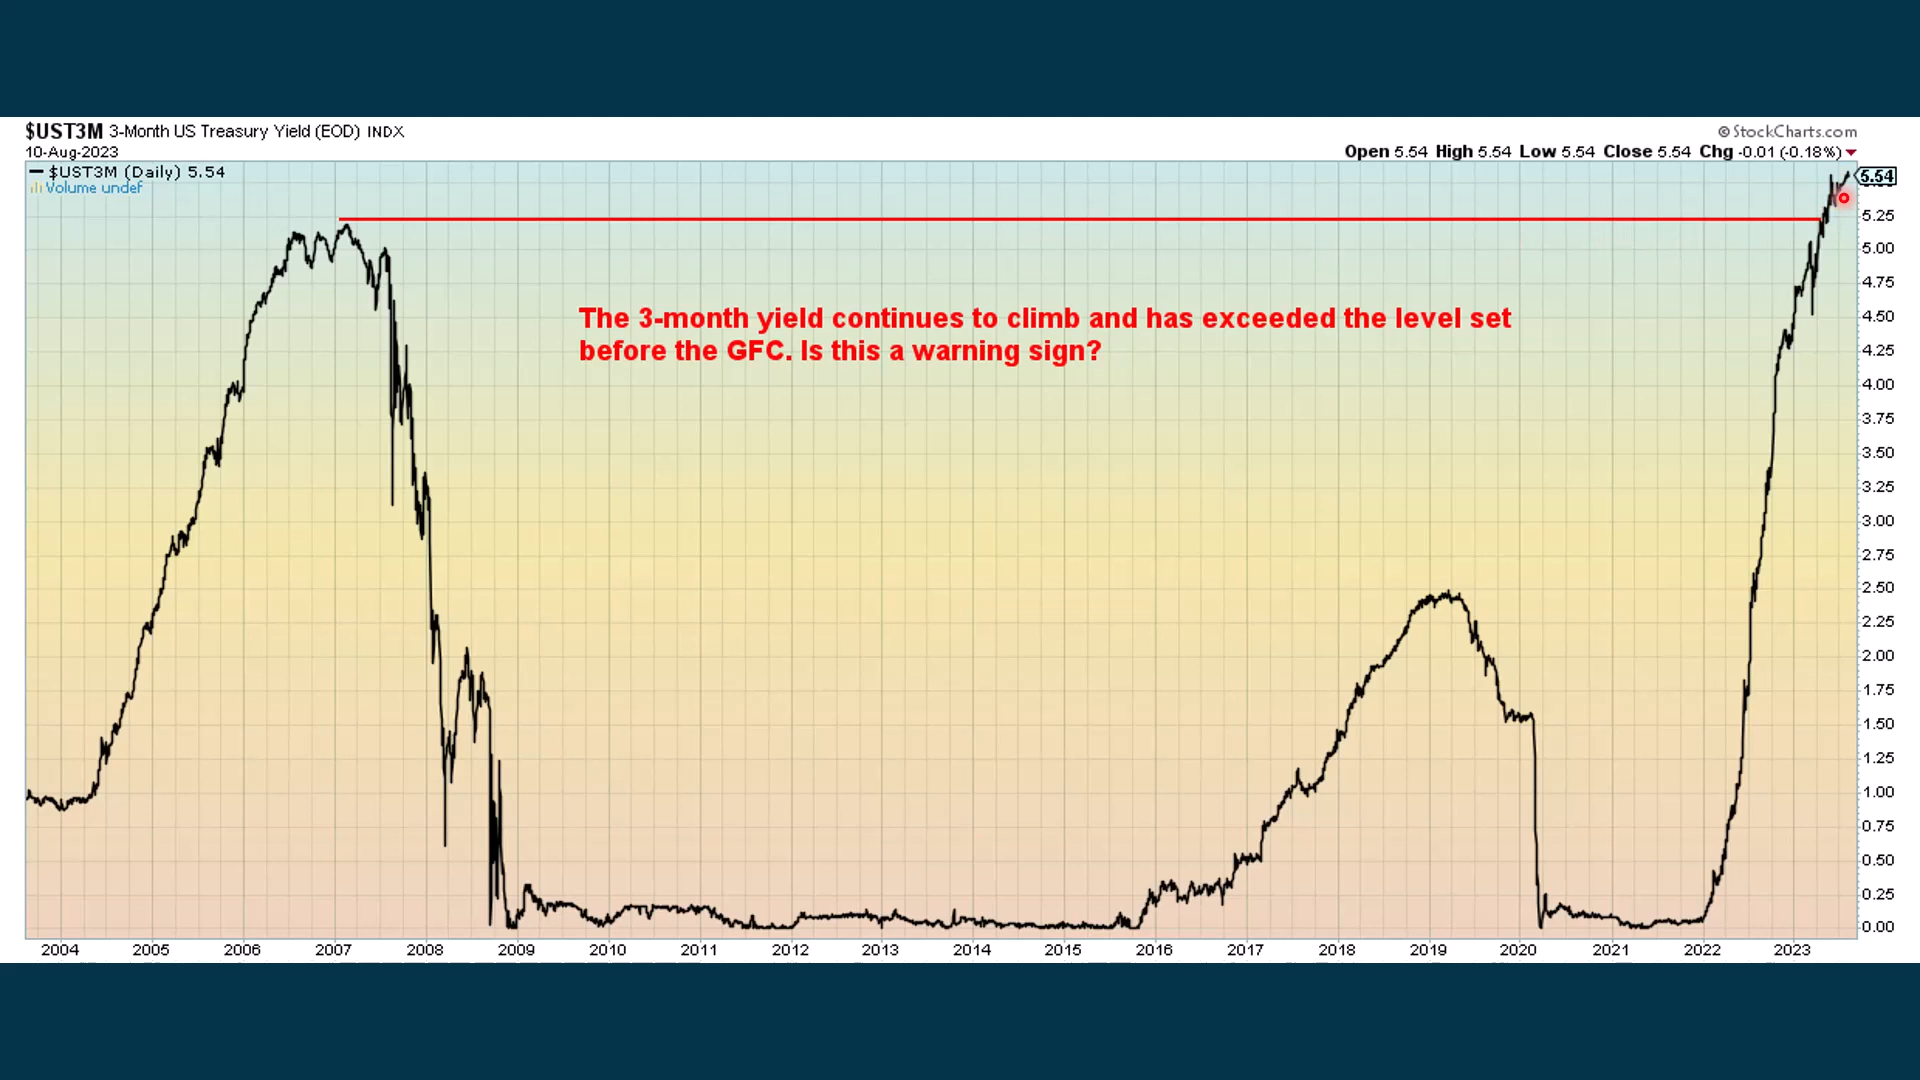 $UST3M 3-Month US Treasury Yield (EOD) INDX
© StockCharts.com
10-Aug-2023
Open 5.54 High 5.54 Low 5.54 Close 5.54 Chg -0.01 (-0.18%)
$UST3M (Daily) 5.54
Volume undef
5.54
5.25
5.00
4.75
4.50
4.25
4.00
3.75
3.50
3.25
3.00
2.75
2.50
2.25
2.00
1.75
1.50
1.25
1.00
0.75
0.50
0.25
0.00
The 3-month yield continues to climb and has exceeded the level set
before the GFC. Is this a warning sign?
2004 2005 2006 2007 2008 2009 2010 2011 2012 2013 2014 2015 2016 2017 2018 2019 2020 2021 2022 2023